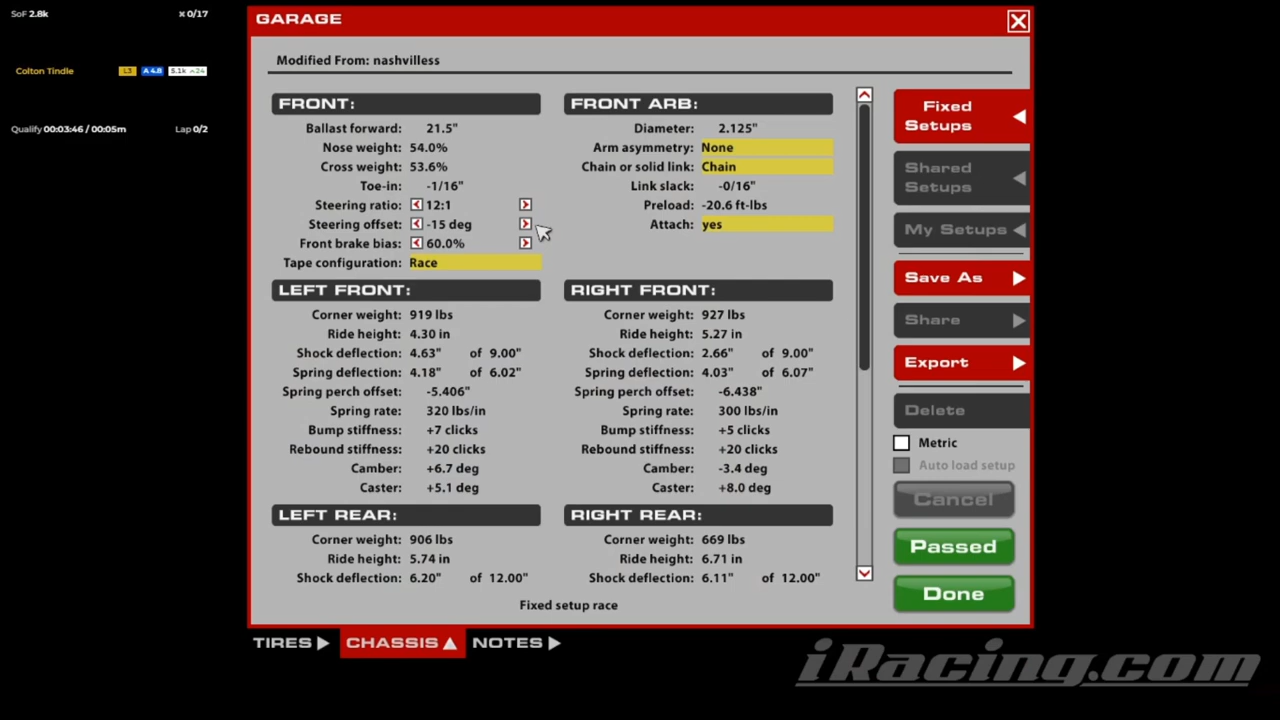 SoF 2.8k
0/17
Colton Tindle L3 A 4.8 5.1k 24
Qualify 00:03:46 / 00:05m Lap 0/2
GARAGE
Modified From: nashvilless
FRONT:
Ballast forward: 21.5"
Nose weight: 54.0%
Cross weight: 53.6%
Toe-in: -1/16"
Steering ratio: 12:1
Steering offset: -15 deg
Front brake bias: 60.0%
Tape configuration: Race
FRONT ARB:
Diameter: 2.125"
Arm asymmetry: None
Chain or solid link: Chain
Link slack: -0/16"
Preload: -20.6 ft-lbs
Attach: yes
LEFT FRONT:
Corner weight: 919 lbs
Ride height: 4.30 in
Shock deflection: 4.63" of 9.00"
Spring deflection: 4.18" of 6.02"
Spring perch offset: -5.406"
Spring rate: 320 lbs/in
Bump stiffness: +7 clicks
Rebound stiffness: +20 clicks
Camber: +6.7 deg
Caster: +5.1 deg
RIGHT FRONT:
Corner weight: 927 lbs
Ride height: 5.27 in
Shock deflection: 2.66" of 9.00"
Spring deflection: 4.03" of 6.07"
Spring perch offset: -6.438"
Spring rate: 300 lbs/in
Bump stiffness: +5 clicks
Rebound stiffness: +20 clicks
Camber: -3.4 deg
Caster: +8.0 deg
LEFT REAR:
Corner weight: 906 lbs
Ride height: 5.74 in
Shock deflection: 6.20" of 12.00"
RIGHT REAR:
Corner weight: 669 lbs
Ride height: 6.71 in
Shock deflection: 6.11" of 12.00"
Fixed setup race
Fixed
Setups
Shared
Setups
My Setups
Save As
Share
Export
Delete
Metric
Auto load setup
Cancel
Passed
Done
TIRES CHASSIS NOTES
iRacing.com